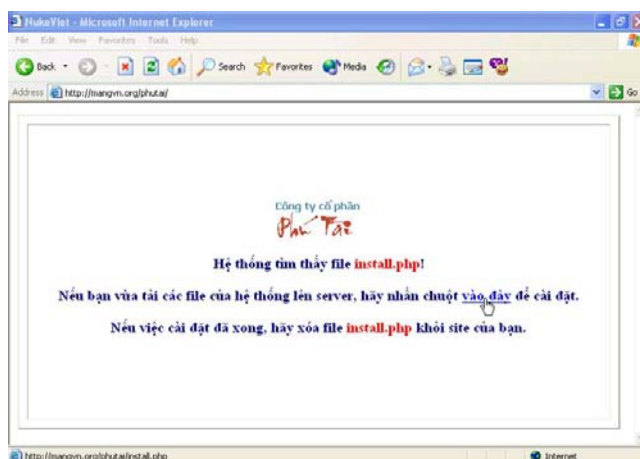 NukeViet - Microsoft Internet Explorer
File Edit View Favorites Tools Help
Back Search Favorites Media
Address http://mangvn.org/phutai/ Go
Công ty cổ phần
Phú Tài
Hệ thống tìm thấy file install.php!
Nếu bạn vừa tải các file của hệ thống lên server, hãy nhấn chuột vào đây để cài đặt.
Nếu việc cài đặt đã xong, hãy xóa file install.php khỏi site của bạn.
http://mangvn.org/phutai/install.php Internet